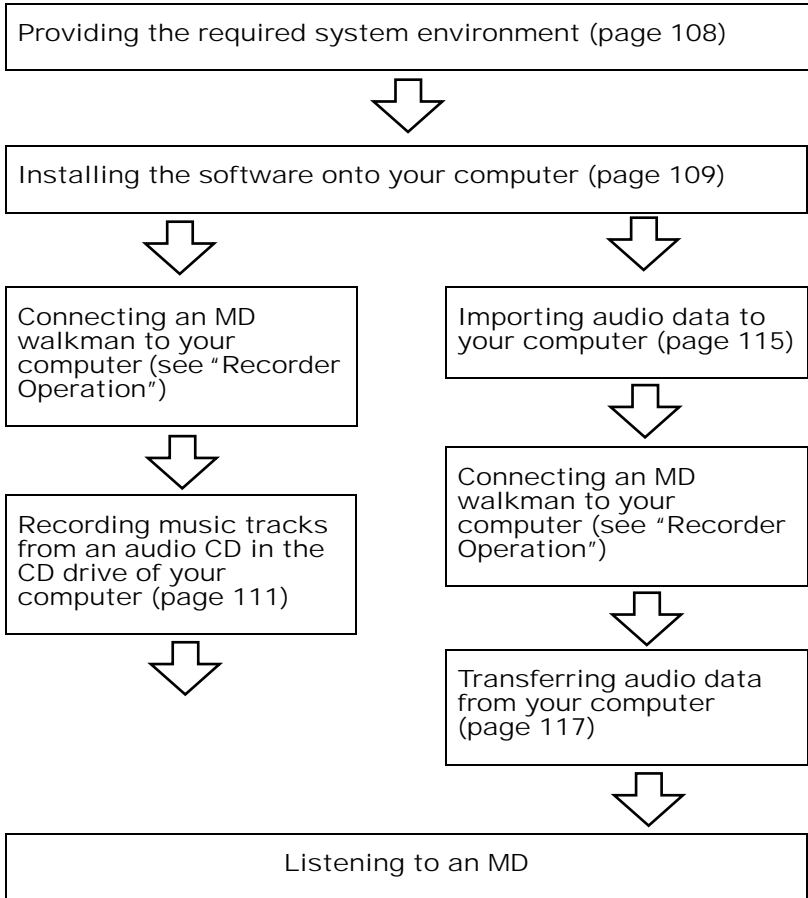 Providing the required system environment (page 108)
Installing the software onto your computer (page 109)
Connecting an MD
walkman to your
computer (see “Recorder
Operation”)
Recording music tracks
from an audio CD in the
CD drive of your
computer (page 111)
Importing audio data to
your computer (page 115)
Connecting an MD
walkman to your
computer (see “Recorder
Operation”)
Transferring audio data
from your computer
(page 117)
Listening to an MD